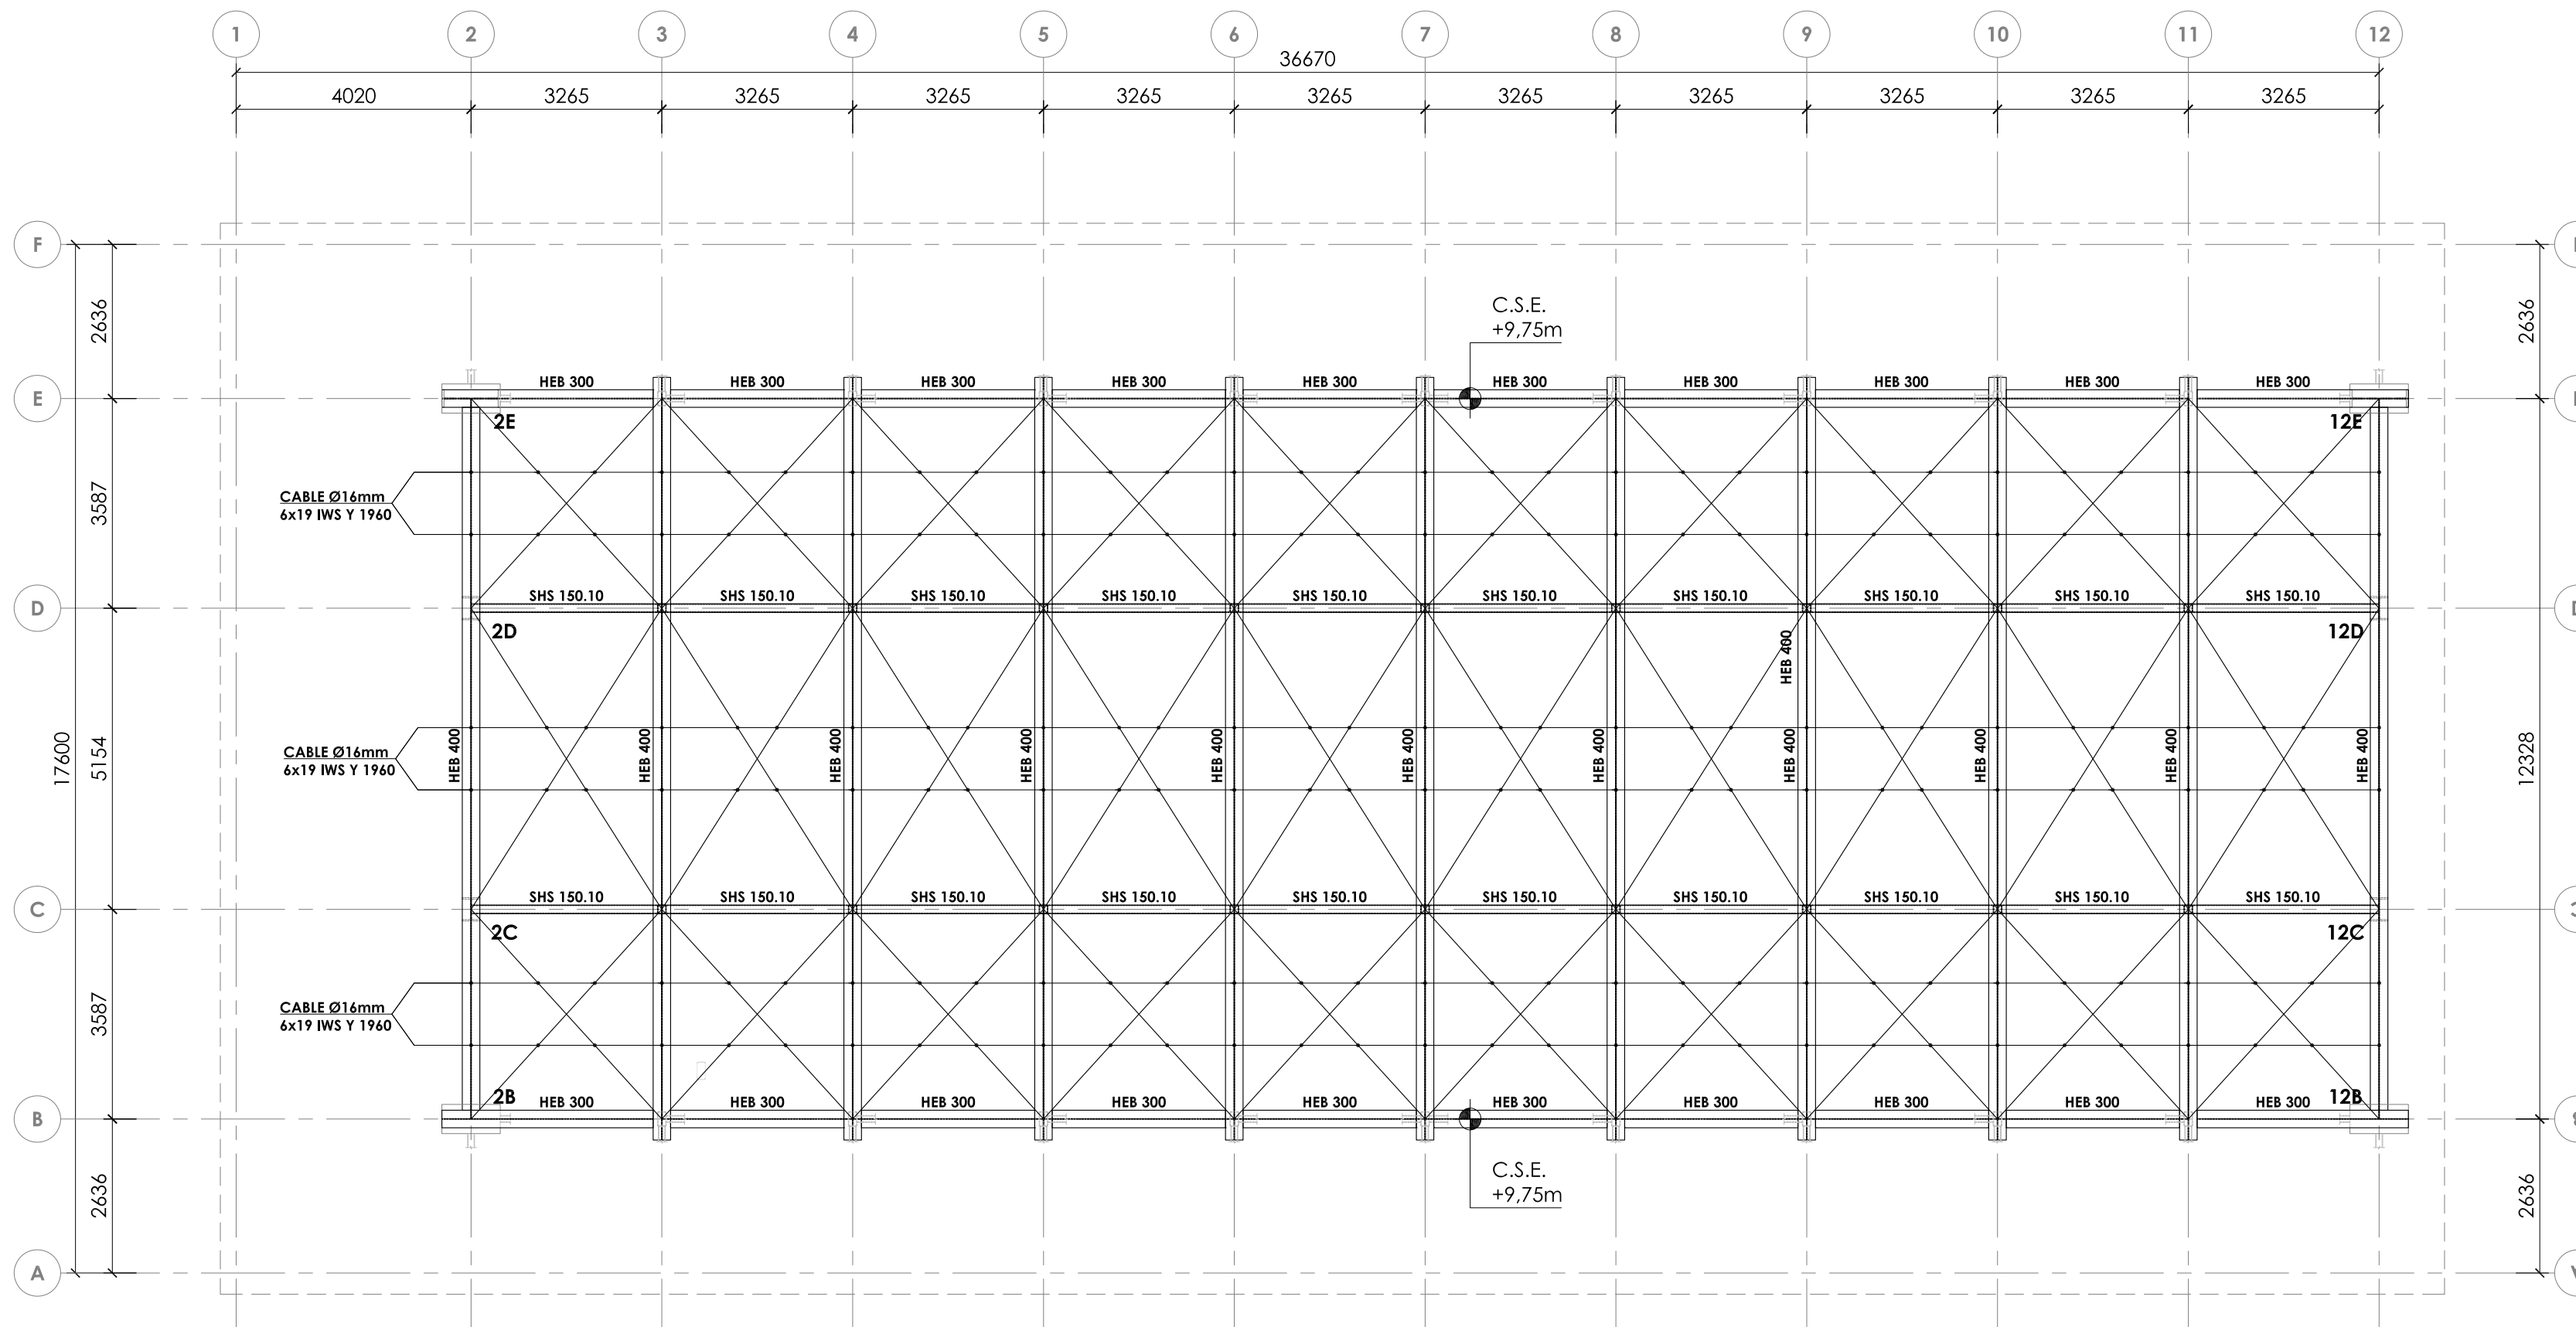 1 2 3 4 5 6 7 8 9 10 11 12
36670
4020 3265 3265 3265 3265 3265 3265 3265 3265 3265 3265
F
2636
2636
C.S.E.
+9,75m
E
HEB 300 HEB 300 HEB 300 HEB 300 HEB 300 HEB 300 HEB 300 HEB 300 HEB 300 HEB 300
2E
12E
3587
CABLE Ø16mm
6x19 IWS Y 1960
D
SHS 150.10 SHS 150.10 SHS 150.10 SHS 150.10 SHS 150.10 SHS 150.10 SHS 150.10 SHS 150.10 SHS 150.10 SHS 150.10
2D
12D
HEB 400
17600
5154
12328
CABLE Ø16mm
6x19 IWS Y 1960
HEB 400 HEB 400 HEB 400 HEB 400 HEB 400 HEB 400 HEB 400 HEB 400 HEB 400 HEB 400 HEB 400
C
SHS 150.10 SHS 150.10 SHS 150.10 SHS 150.10 SHS 150.10 SHS 150.10 SHS 150.10 SHS 150.10 SHS 150.10 SHS 150.10
2C
12C
3587
CABLE Ø16mm
6x19 IWS Y 1960
2B
12B
HEB 300 HEB 300 HEB 300 HEB 300 HEB 300 HEB 300 HEB 300 HEB 300 HEB 300 HEB 300
B
C.S.E.
+9,75m
2636
2636
A